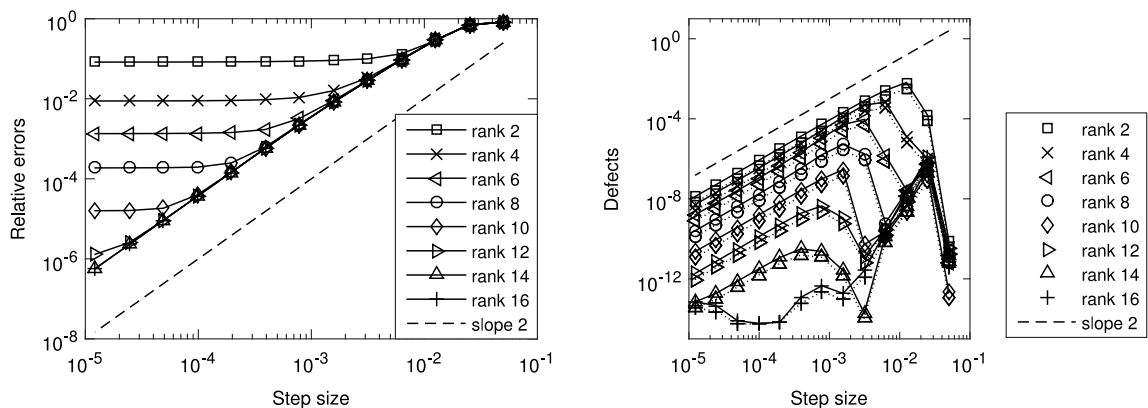 Relative errors
10^0
10^-2
10^-4
10^-6
10^-8
10^-5
10^-4
10^-3
10^-2
10^-1
Step size
rank 2
rank 4
rank 6
rank 8
rank 10
rank 12
rank 14
rank 16
slope 2
Defects
10^0
10^-4
10^-8
10^-12
10^-5
10^-4
10^-3
10^-2
10^-1
Step size
rank 2
rank 4
rank 6
rank 8
rank 10
rank 12
rank 14
rank 16
slope 2